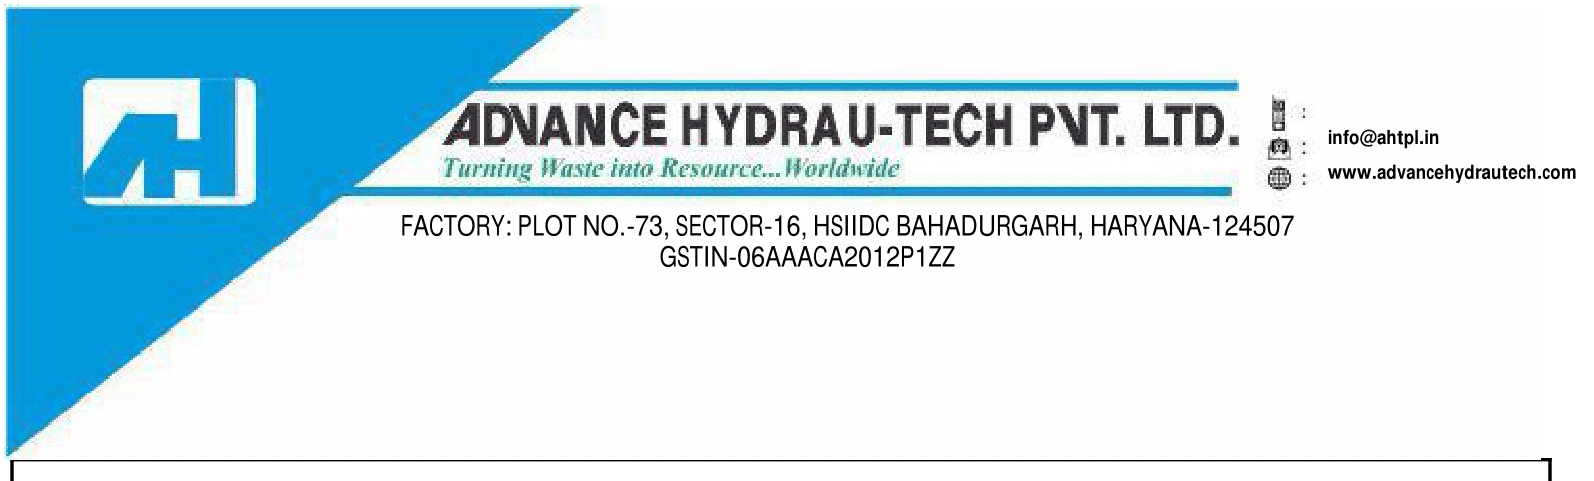 AH
ADVANCE HYDRAU-TECH PVT. LTD.
Turning Waste into Resource...Worldwide
:
: info@ahtpl.in
: www.advancehydrautech.com
FACTORY: PLOT NO.-73, SECTOR-16, HSIIDC BAHADURGARH, HARYANA-124507
GSTIN-06AAACA2012P1ZZ